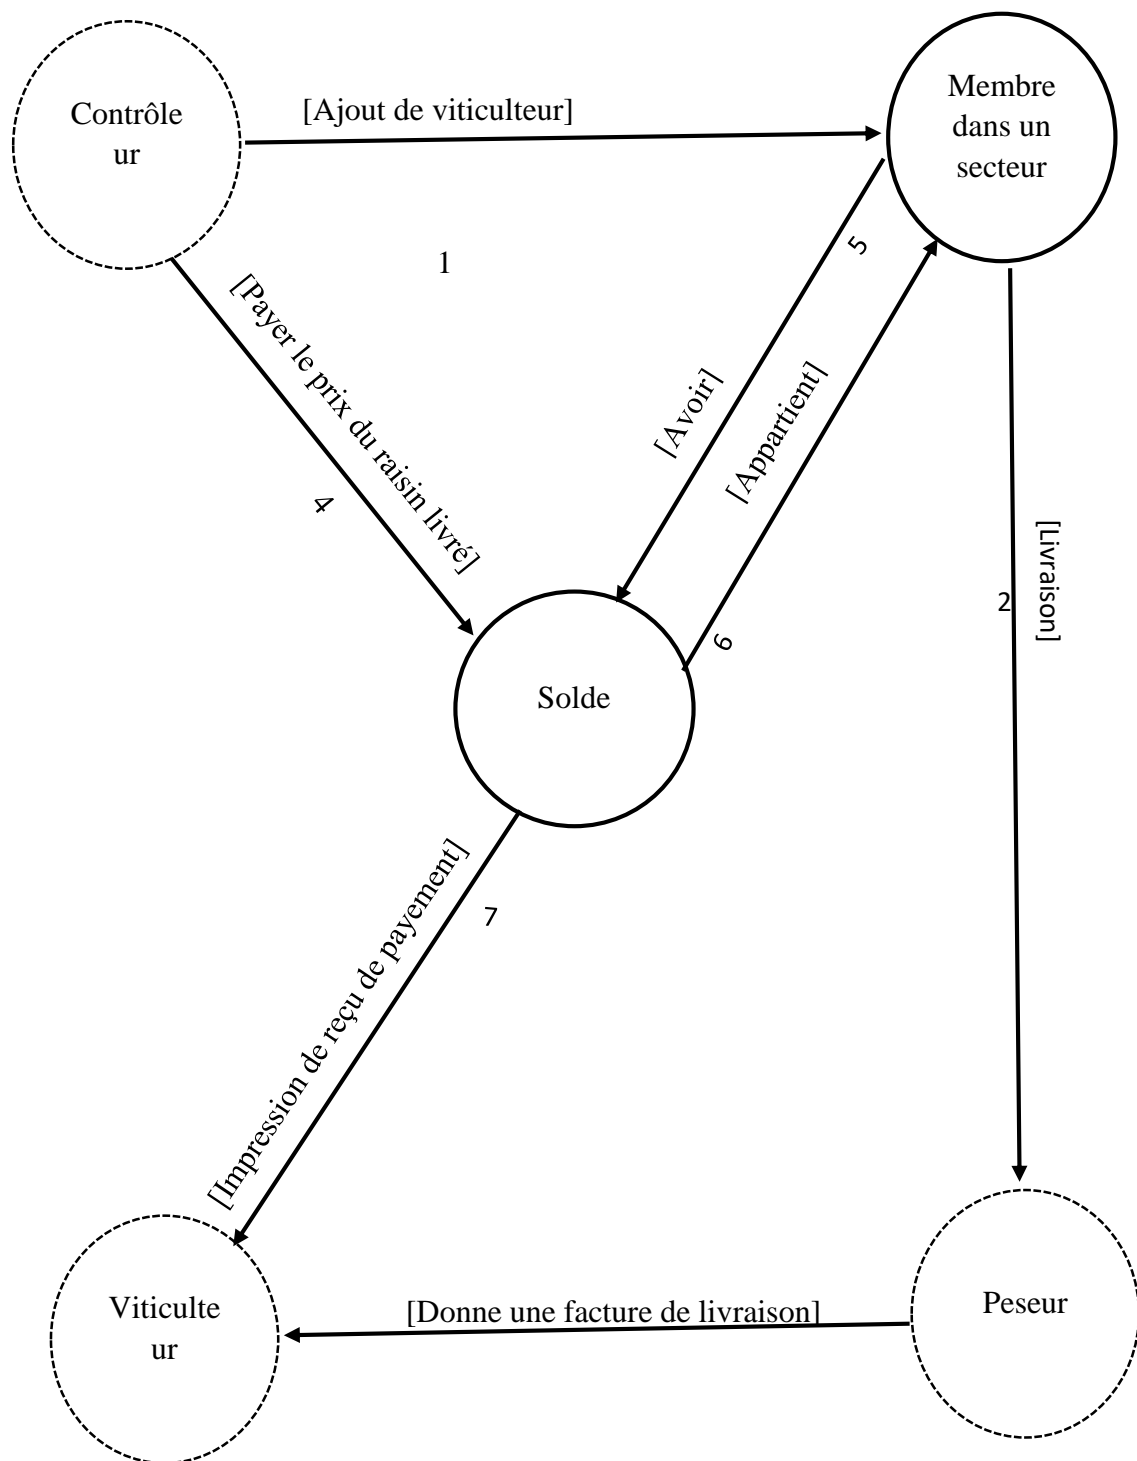 Contrôle
ur
[Ajout de viticulteur]
Membre
dans un
secteur
1
5
[Payer le prix du raisin livré]
4
[Avoir]
[Appartient]
[Livraison]
2
6
Solde
[Impression de reçu de payement]
7
Viticulte
ur
[Donne une facture de livraison]
Peseur